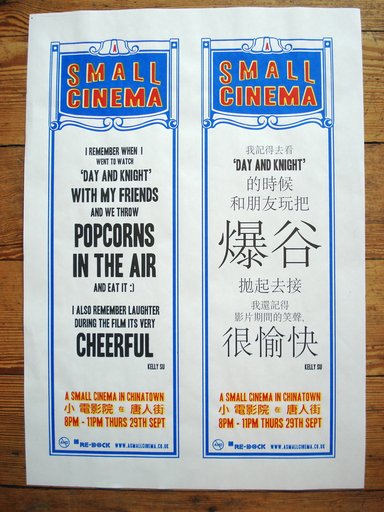 A
SMALL
CINEMA
I REMEMBER WHEN I
WENT TO WATCH
'DAY AND KNIGHT'
WITH MY FRIENDS
AND WE THROW
POPCORNS
IN THE AIR
AND EAT IT :)
I ALSO REMEMBER LAUGHTER
DURING THE FILM ITS VERY
CHEERFUL
KELLY SU
A SMALL CINEMA IN CHINATOWN
小電影院 在 唐人街
8PM - 11PM THURS 29TH SEPT
AND
RE-DOCK
WWW.ASMALLCINEMA.CO.UK
A
SMALL
CINEMA
我記得去看
'DAY AND KNIGHT'
的時候
和朋友玩把
爆谷
拋起去接
我還記得
影片期間的笑聲,
很愉快
KELLY SU
A SMALL CINEMA IN CHINATOWN
小電影院 在 唐人街
8PM - 11PM THURS 29TH SEPT
AND
RE-DOCK
WWW.ASMALLCINEMA.CO.UK